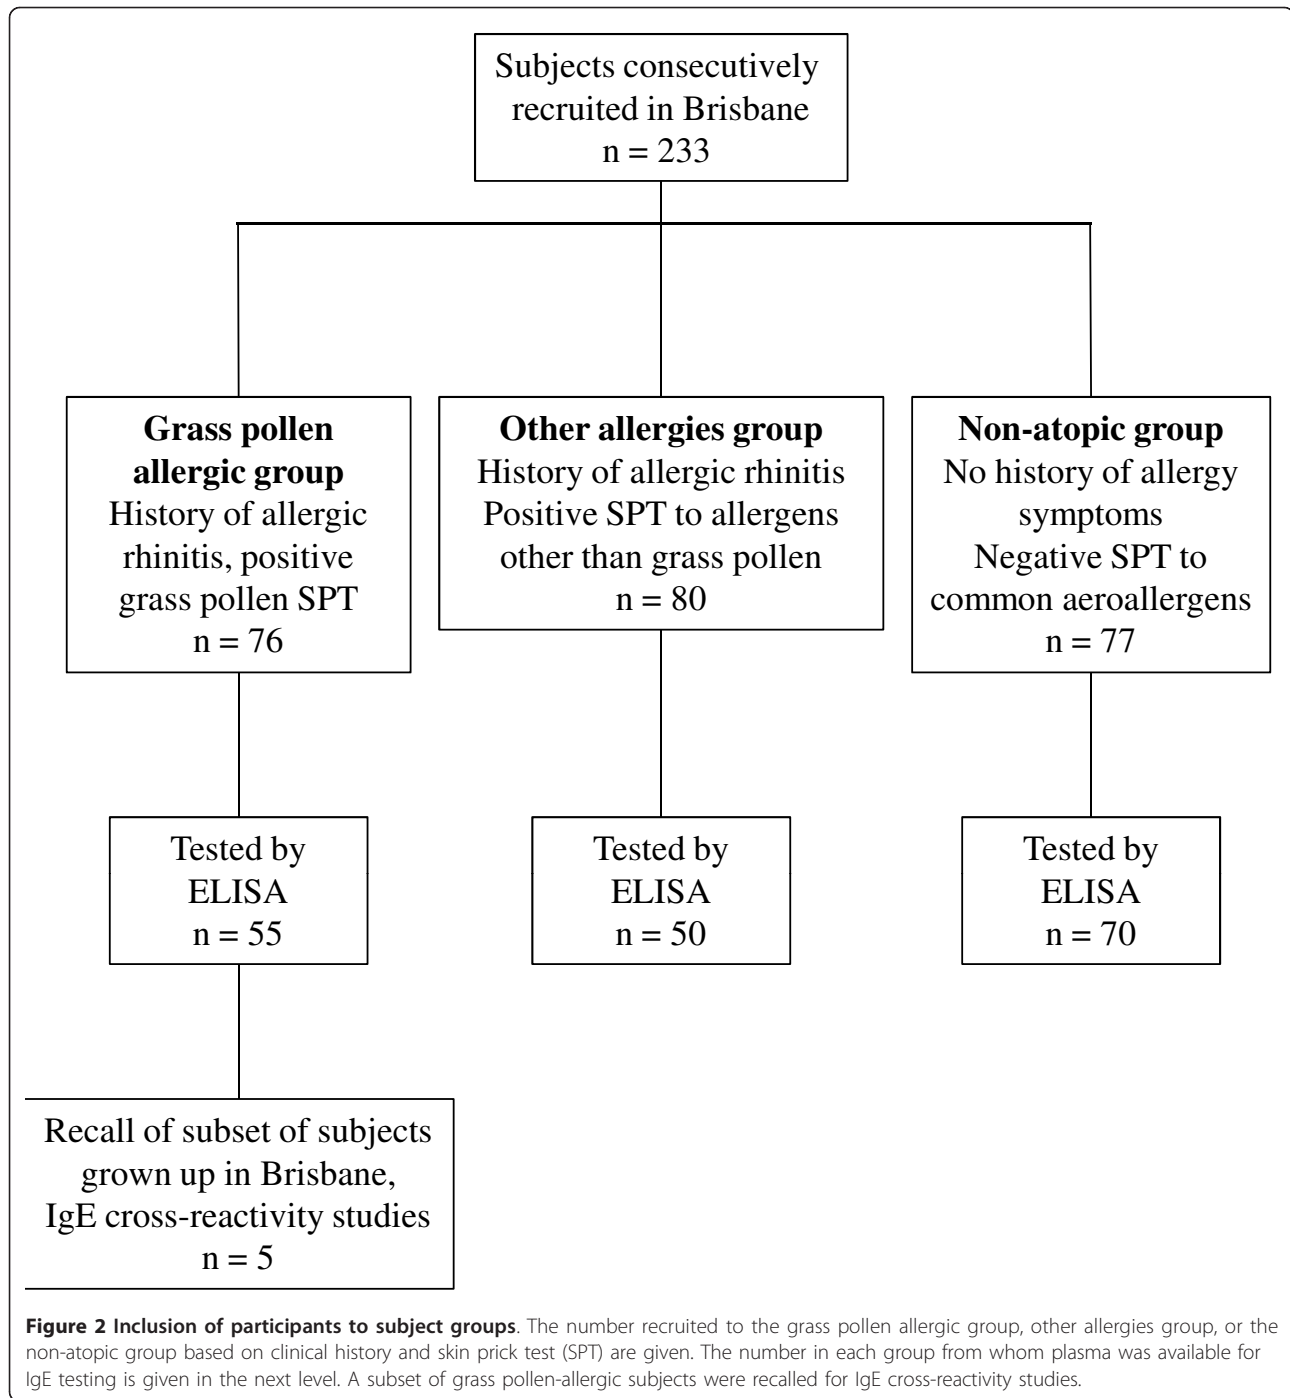 Subjects consecutively
recruited in Brisbane
n = 233
Grass pollen
allergic group
History of allergic
rhinitis, positive
grass pollen SPT
n = 76
Other allergies group
History of allergic rhinitis
Positive SPT to allergens
other than grass pollen
n = 80
Non-atopic group
No history of allergy
symptoms
Negative SPT to
common aeroallergens
n = 77
Tested by
ELISA
n = 55
Tested by
ELISA
n = 50
Tested by
ELISA
n = 70
Recall of subset of subjects
grown up in Brisbane,
IgE cross-reactivity studies
n = 5
Figure 2 Inclusion of participants to subject groups. The number recruited to the grass pollen allergic group, other allergies group, or the
non-atopic group based on clinical history and skin prick test (SPT) are given. The number in each group from whom plasma was available for
IgE testing is given in the next level. A subset of grass pollen-allergic subjects were recalled for IgE cross-reactivity studies.